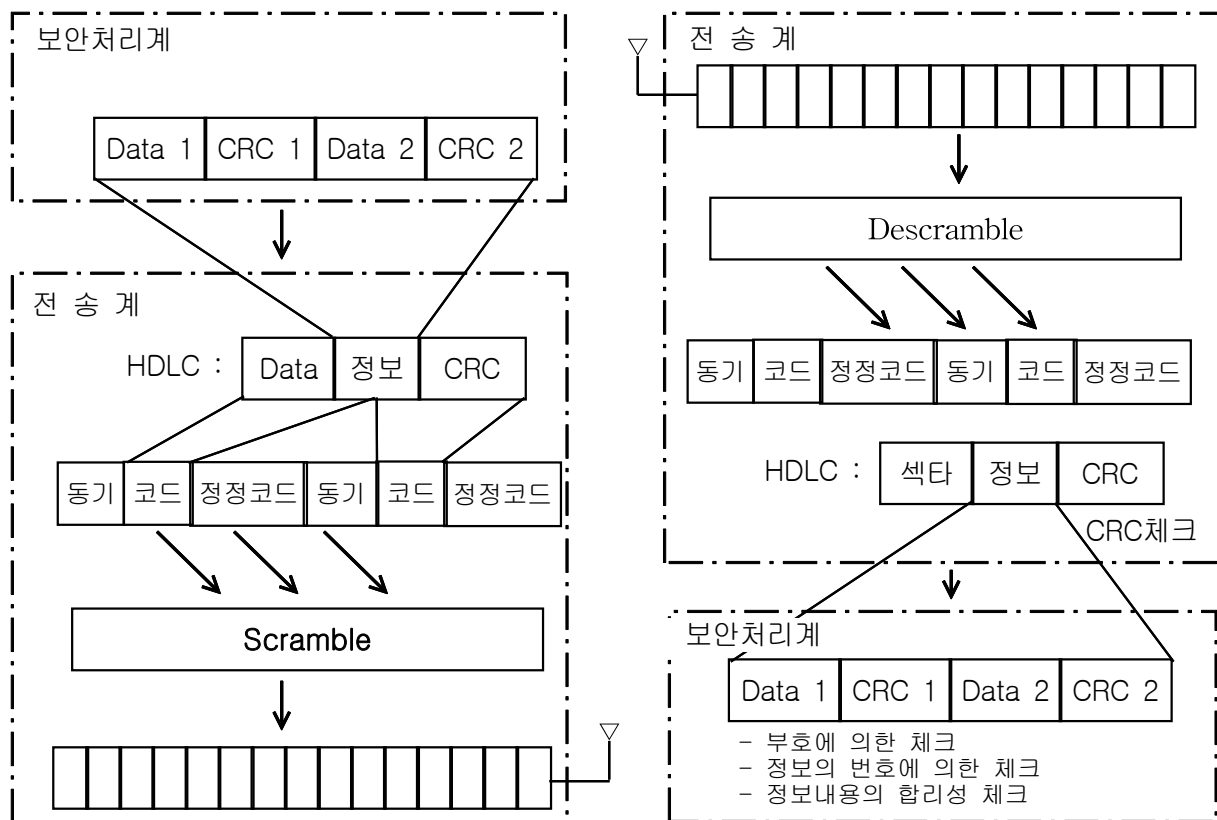 보안처리계
Data 1 CRC 1 Data 2 CRC 2
전 송 계
HDLC : Data 정보 CRC
동기 코드 정정코드 동기 코드 정정코드
Scramble
전 송 계
Descramble
동기 코드 정정코드 동기 코드 정정코드
HDLC : 섹타 정보 CRC
CRC체크
보안처리계
Data 1 CRC 1 Data 2 CRC 2
- 부호에 의한 체크
- 정보의 번호에 의한 체크
- 정보내용의 합리성 체크